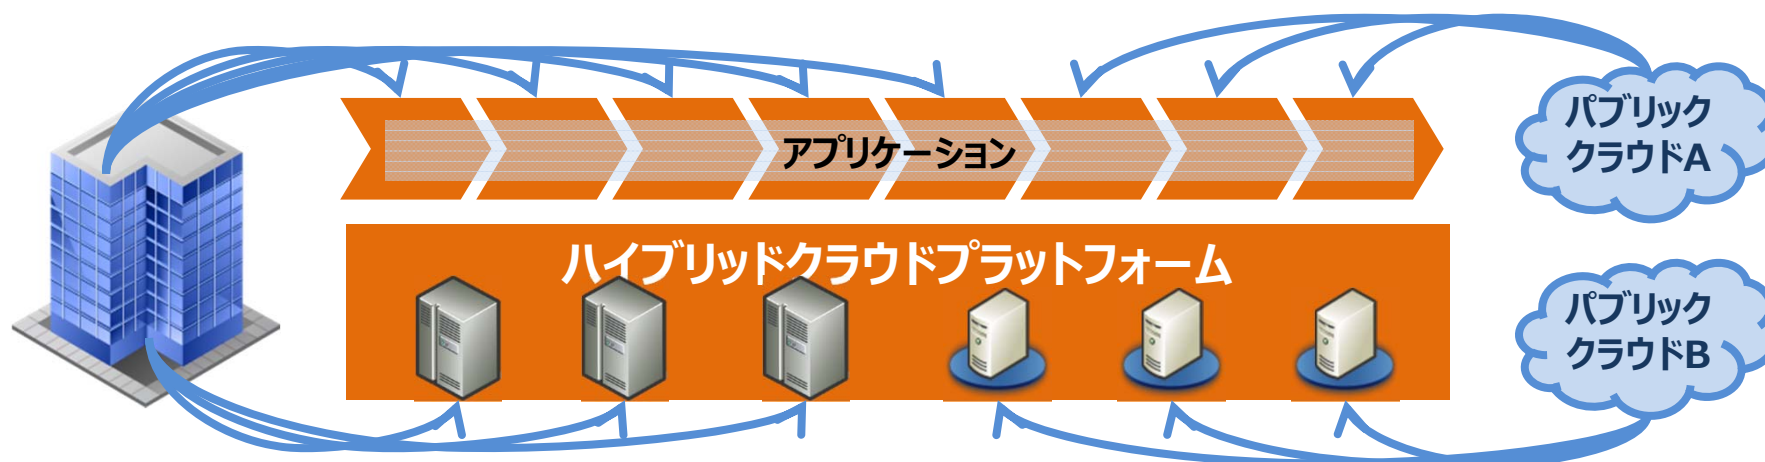 アプリケーション
パブリック
クラウドA
ハイブリッドクラウドプラットフォーム
パブリック
クラウドB